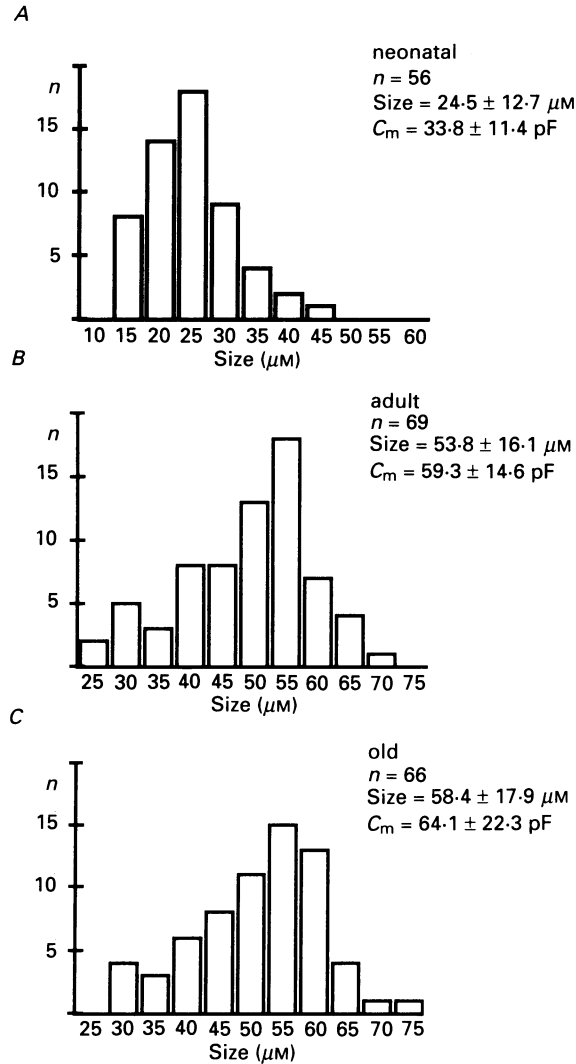 A
neonatal
n = 56
Size = 24·5 ± 12·7 μM
Cm = 33·8 ± 11·4 pF
n
15
10
5
10 15 20 25 30 35 40 45 50 55 60
Size (μM)
B
adult
n = 69
Size = 53·8 ± 16·1 μM
Cm = 59·3 ± 14·6 pF
n
15
10
5
25 30 35 40 45 50 55 60 65 70 75
Size (μM)
C
old
n = 66
Size = 58·4 ± 17·9 μM
Cm = 64·1 ± 22·3 pF
n
15
10
5
25 30 35 40 45 50 55 60 65 70 75
Size (μM)